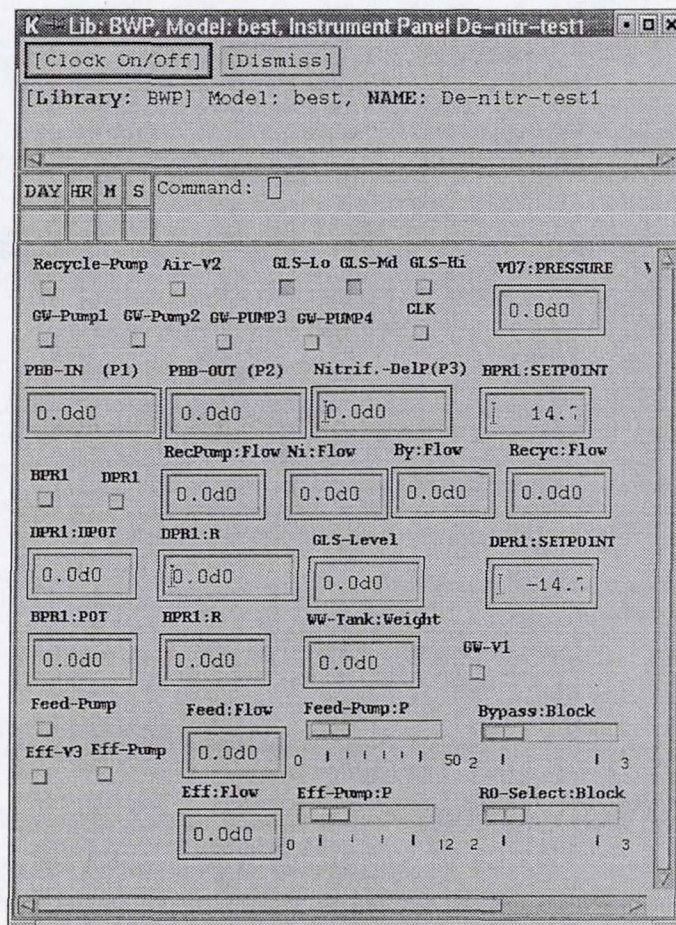 K Lib: BWP, Model: best, Instrument Panel De-nitr-test1
[Clock On/Off] [Dismiss]
[Library: BWP] Model: best, NAME: De-nitr-test1
DAY HR M S Command:
Recycle-Pump Air-V2 GLS-Lo GLS-Md GLS-Hi V07:PRESSURE V
0.0d0
GW-Pump1 GW-Pump2 GW-PUMP3 GW-PUMP4 CLK
PBB-IN (P1) PBB-OUT (P2) Nitrif.-DelP(P3) BPR1:SETPOINT
0.0d0 0.0d0 0.0d0 14.7
RecPump:Flow Ni:Flow By:Flow Recyc:Flow
BPR1 DPR1
0.0d0 0.0d0 0.0d0 0.0d0
DPR1:DPOT DPR1:R GLS-Level DPR1:SETPOINT
0.0d0 0.0d0 0.0d0 -14.7
BPR1:POT BPR1:R WW-Tank:Weight
0.0d0 0.0d0 0.0d0 GW-V1
Feed-Pump Feed:Flow Feed-Pump:P Bypass:Block
Eff-V3 Eff-Pump 0.0d0 0 50 2 3
Eff:Flow Eff-Pump:P RO-Select:Block
0.0d0 0 12 2 3